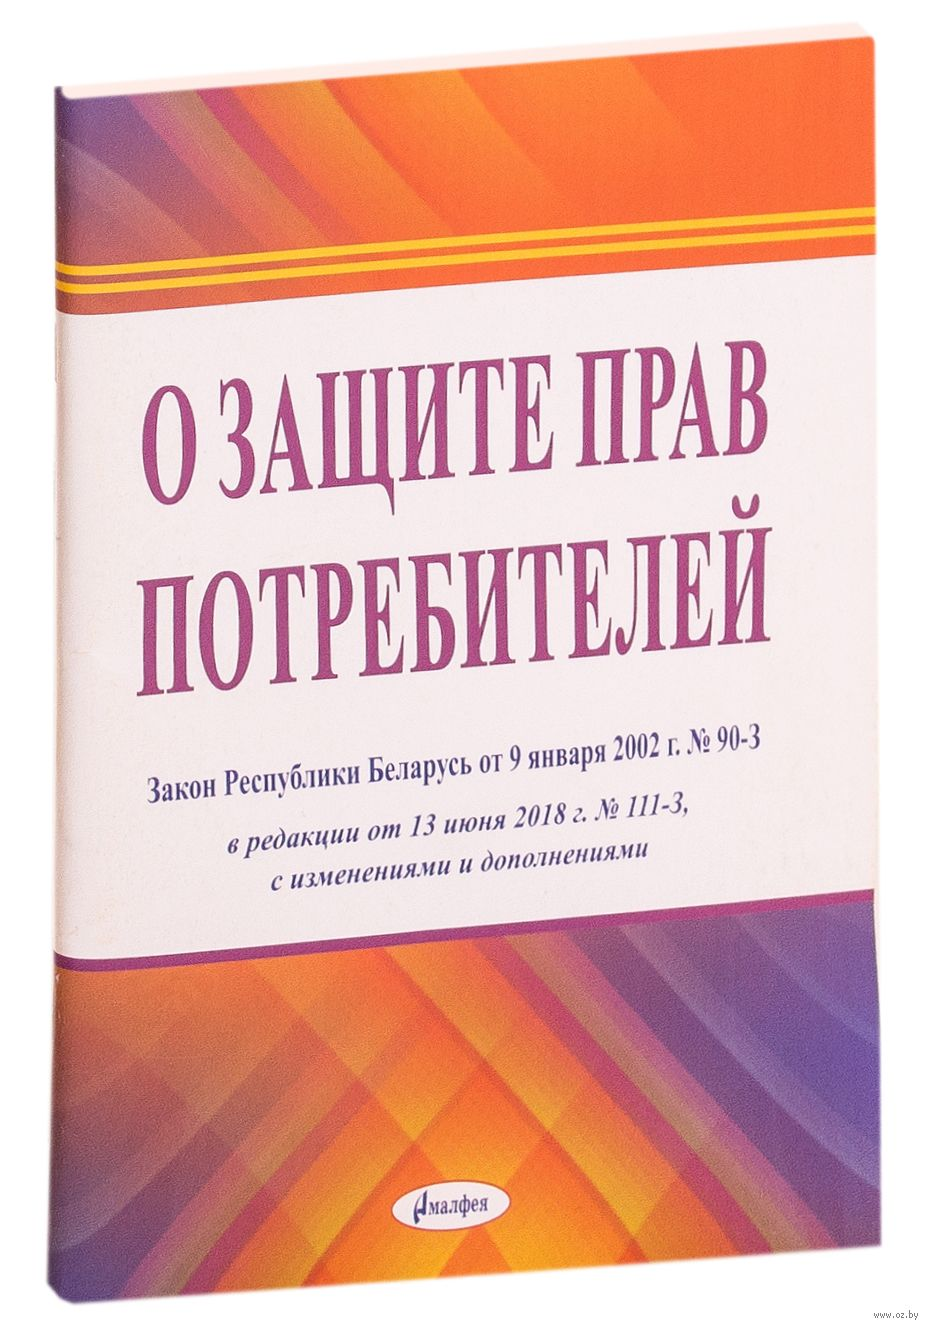 О ЗАЩИТЕ ПРАВ
ПОТРЕБИТЕЛЕЙ
Закон Республики Беларусь от 9 января 2002 г. № 90-З
в редакции от 13 июня 2018 г. № 111-З,
с изменениями и дополнениями
Амалфея
www.oz.by